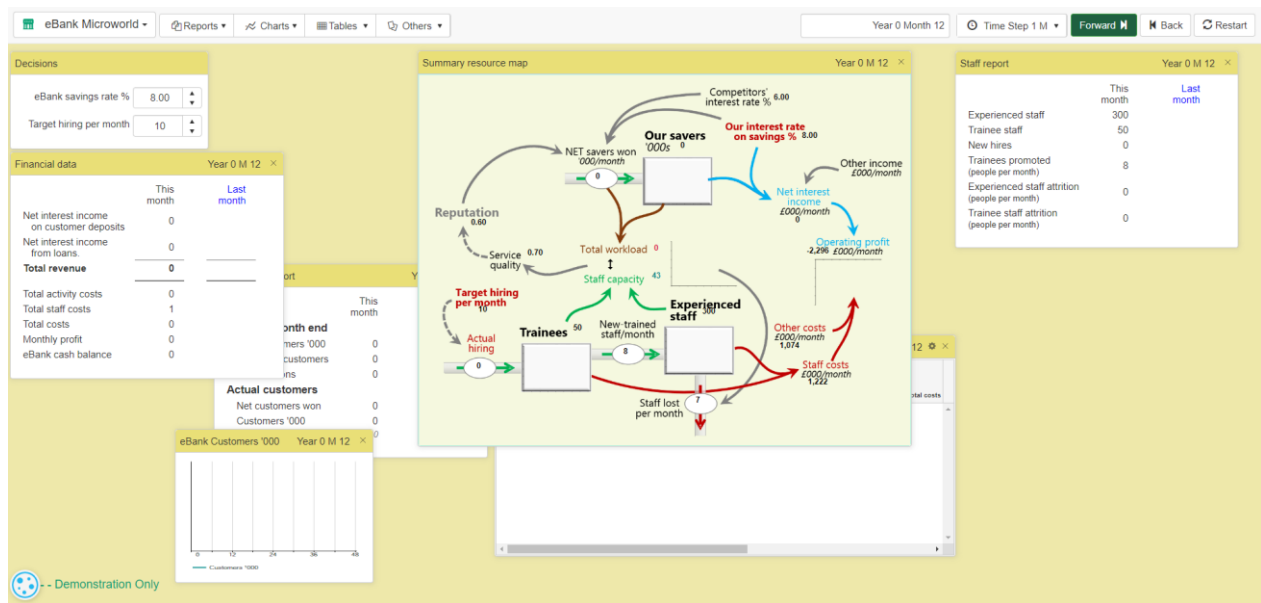 eBank Microworld
Reports
Charts
Tables
Others
Year 0 Month 12
Time Step 1 M
Forward
Back
Restart
Decisions
eBank savings rate % 8.00
Target hiring per month 10
Financial data Year 0 M 12 ×
This month Last month
Net interest income on customer deposits 0
Net interest income from loans. 0
Total revenue 0
Total activity costs 0
Total staff costs 1
Total costs 0
Monthly profit 0
eBank cash balance 0
ort Y
This month
onth end
mers '000 0
customers 0
ons 0
Actual customers
Net customers won 0
Customers '000 0
0
eBank Customers '000 Year 0 M 12 ×
0 12 24 36 48
Customers '000
Summary resource map Year 0 M 12 ×
Competitors' interest rate % 6.00
Our interest rate on savings % 8.00
Our savers '000s 0
NET savers won '000/month
0
Other income £000/month
Net interest income £000/month 0
Reputation 0.60
Service quality 0.70
Total workload 0
Staff capacity 43
Operating profit -2,296 £000/month
Target hiring per month 10
Actual hiring
0
Trainees 50
New-trained staff/month
8
Experienced staff 300
Other costs £000/month 1,074
Staff costs £000/month 1,222
Staff lost per month 7
12 ×
otal costs
Staff report Year 0 M 12 ×
This month Last month
Experienced staff 300
Trainee staff 50
New hires 0
Trainees promoted (people per month) 8
Experienced staff attrition (people per month) 0
Trainee staff attrition (people per month) 0
- - Demonstration Only